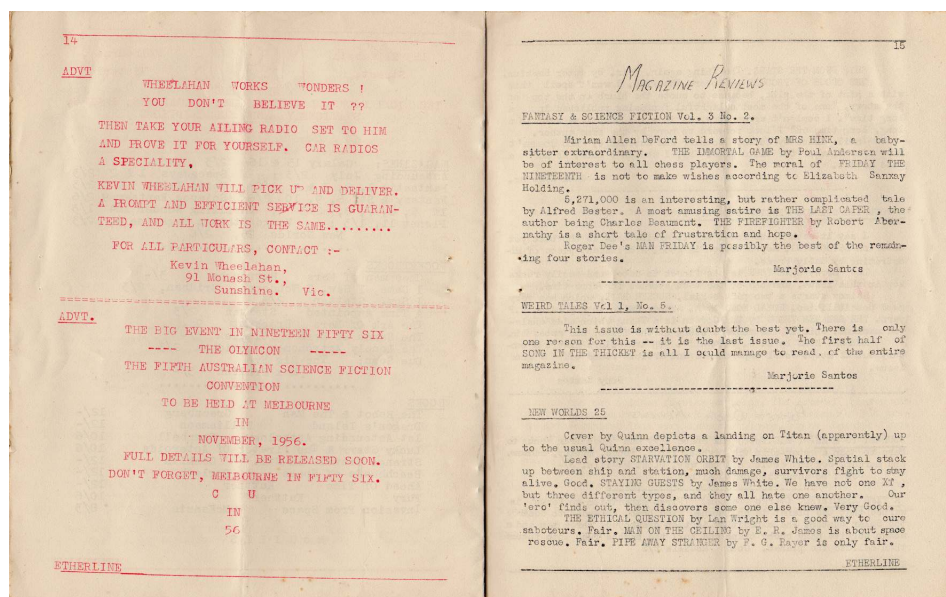 14
ADVT
WHEELAHAN WORKS WONDERS !
YOU DON'T BELIEVE IT ??
THEN TAKE YOUR AILING RADIO SET TO HIM
AND PROVE IT FOR YOURSELF. CAR RADIOS
A SPECIALITY.
KEVIN WHEELAHAN WILL PICK UP AND DELIVER.
A PROMPT AND EFFICIENT SERVICE IS GUARAN-
TEED, AND ALL WORK IS THE SAME.........
FOR ALL PARTICULARS, CONTACT :-
Kevin Wheelahan,
91 Monash St.,
Sunshine. Vic.
ADVT.
THE BIG EVENT IN NINETEEN FIFTY SIX
---- THE OLYMCON -----
THE FIFTH AUSTRALIAN SCIENCE FICTION
CONVENTION
TO BE HELD AT MELBOURNE
IN
NOVEMBER, 1956.
FULL DETAILS WILL BE RELEASED SOON.
DON'T FORGET, MELBOURNE IN FIFTY SIX.
C U
IN
56
ETHERLINE
15
MAGAZINE REVIEWS
FANTASY & SCIENCE FICTION Vol. 3 No. 2.
Miriam Allen DeFord tells a story of MRS HINK, a baby-
sitter extraordinary. THE IMMORTAL GAME by Poul Anderson will
be of interest to all chess players. The moral of FRIDAY THE
NINETEENTH is not to make wishes according to Elizabeth Sanxay
Holding.
5,271,000 is an interesting, but rather complicated tale
by Alfred Bester. A most amusing satire is THE LAST CAPER , the
author being Charles Beaumont. THE FIREFIGHTER by Robert Aber-
nathy is a short tale of frustration and hope.
Roger Dee's MAN FRIDAY is possibly the best of the remain-
ing four stories.
Marjorie Santos
WEIRD TALES Vol 1, No. 5.
This issue is without doubt the best yet. There is only
one reason for this -- it is the last issue. The first half of
SONG IN THE THICKET is all I could manage to read. of the entire
magazine.
Marjorie Santos
NEW WORLDS 25
Cover by Quinn depicts a landing on Titan (apparently) up
to the usual Quinn excellence.
Lead story STARVATION ORBIT by James White. Spatial stack
up between ship and station, much damage, survivors fight to stay
alive. Good. STAYING GUESTS by James White. We have not one XT ,
but three different types, and they all hate one another. Our
'ero' finds out, then discovers some one else knew. Very Good.
THE ETHICAL QUESTION by Lan Wright is a good way to cure
saboteurs. Fair. MAN ON THE CEILING by E. R. James is about space
rescue. Fair. PIPE AWAY STRANGER by F. G. Rayer is only fair.
ETHERLINE